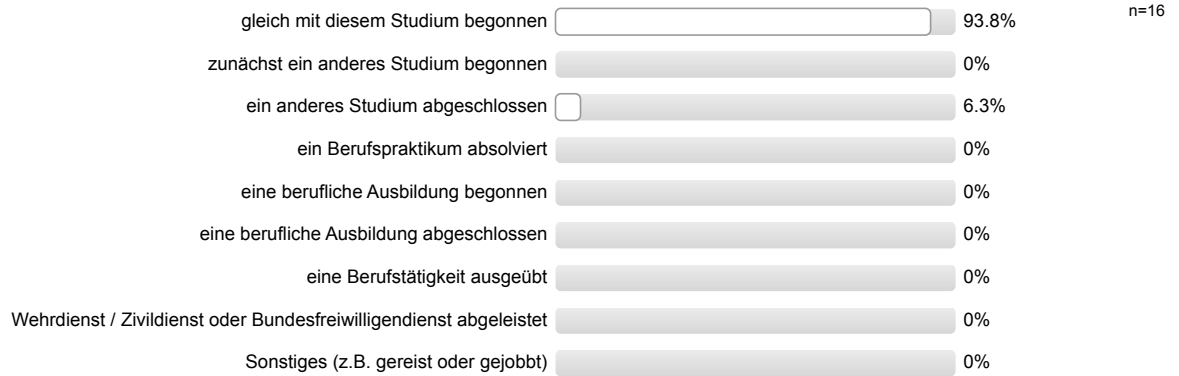 gleich mit diesem Studium begonnen 93.8% n=16
zunächst ein anderes Studium begonnen 0%
ein anderes Studium abgeschlossen 6.3%
ein Berufspraktikum absolviert 0%
eine berufliche Ausbildung begonnen 0%
eine berufliche Ausbildung abgeschlossen 0%
eine Berufstätigkeit ausgeübt 0%
Wehrdienst / Zivildienst oder Bundesfreiwilligendienst abgeleistet 0%
Sonstiges (z.B. gereist oder gejobbt) 0%